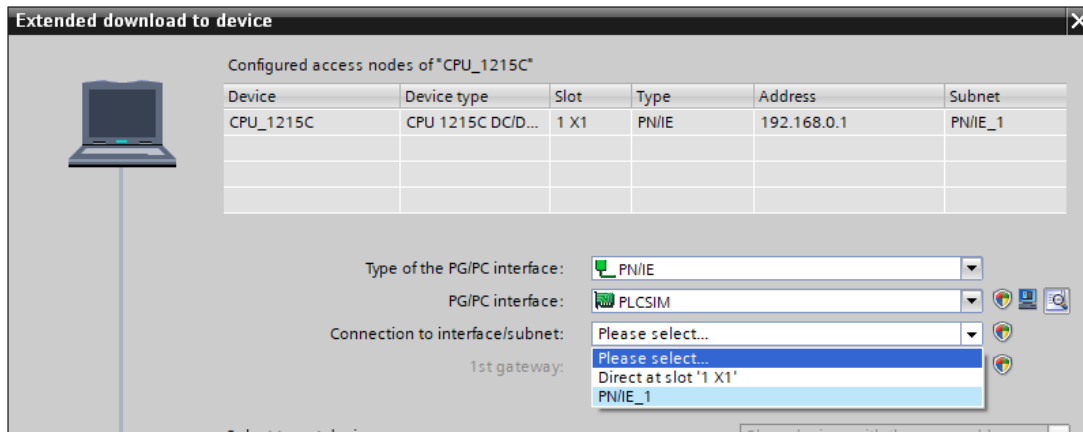 Extended download to device
Configured access nodes of "CPU_1215C"
Device Device type Slot Type Address Subnet
CPU_1215C CPU 1215C DC/D... 1 X1 PN/IE 192.168.0.1 PN/IE_1
Type of the PG/PC interface: PN/IE
PG/PC interface: PLCSIM
Connection to interface/subnet: Please select...
Please select...
1st gateway:
Direct at slot '1 X1'
PN/IE_1